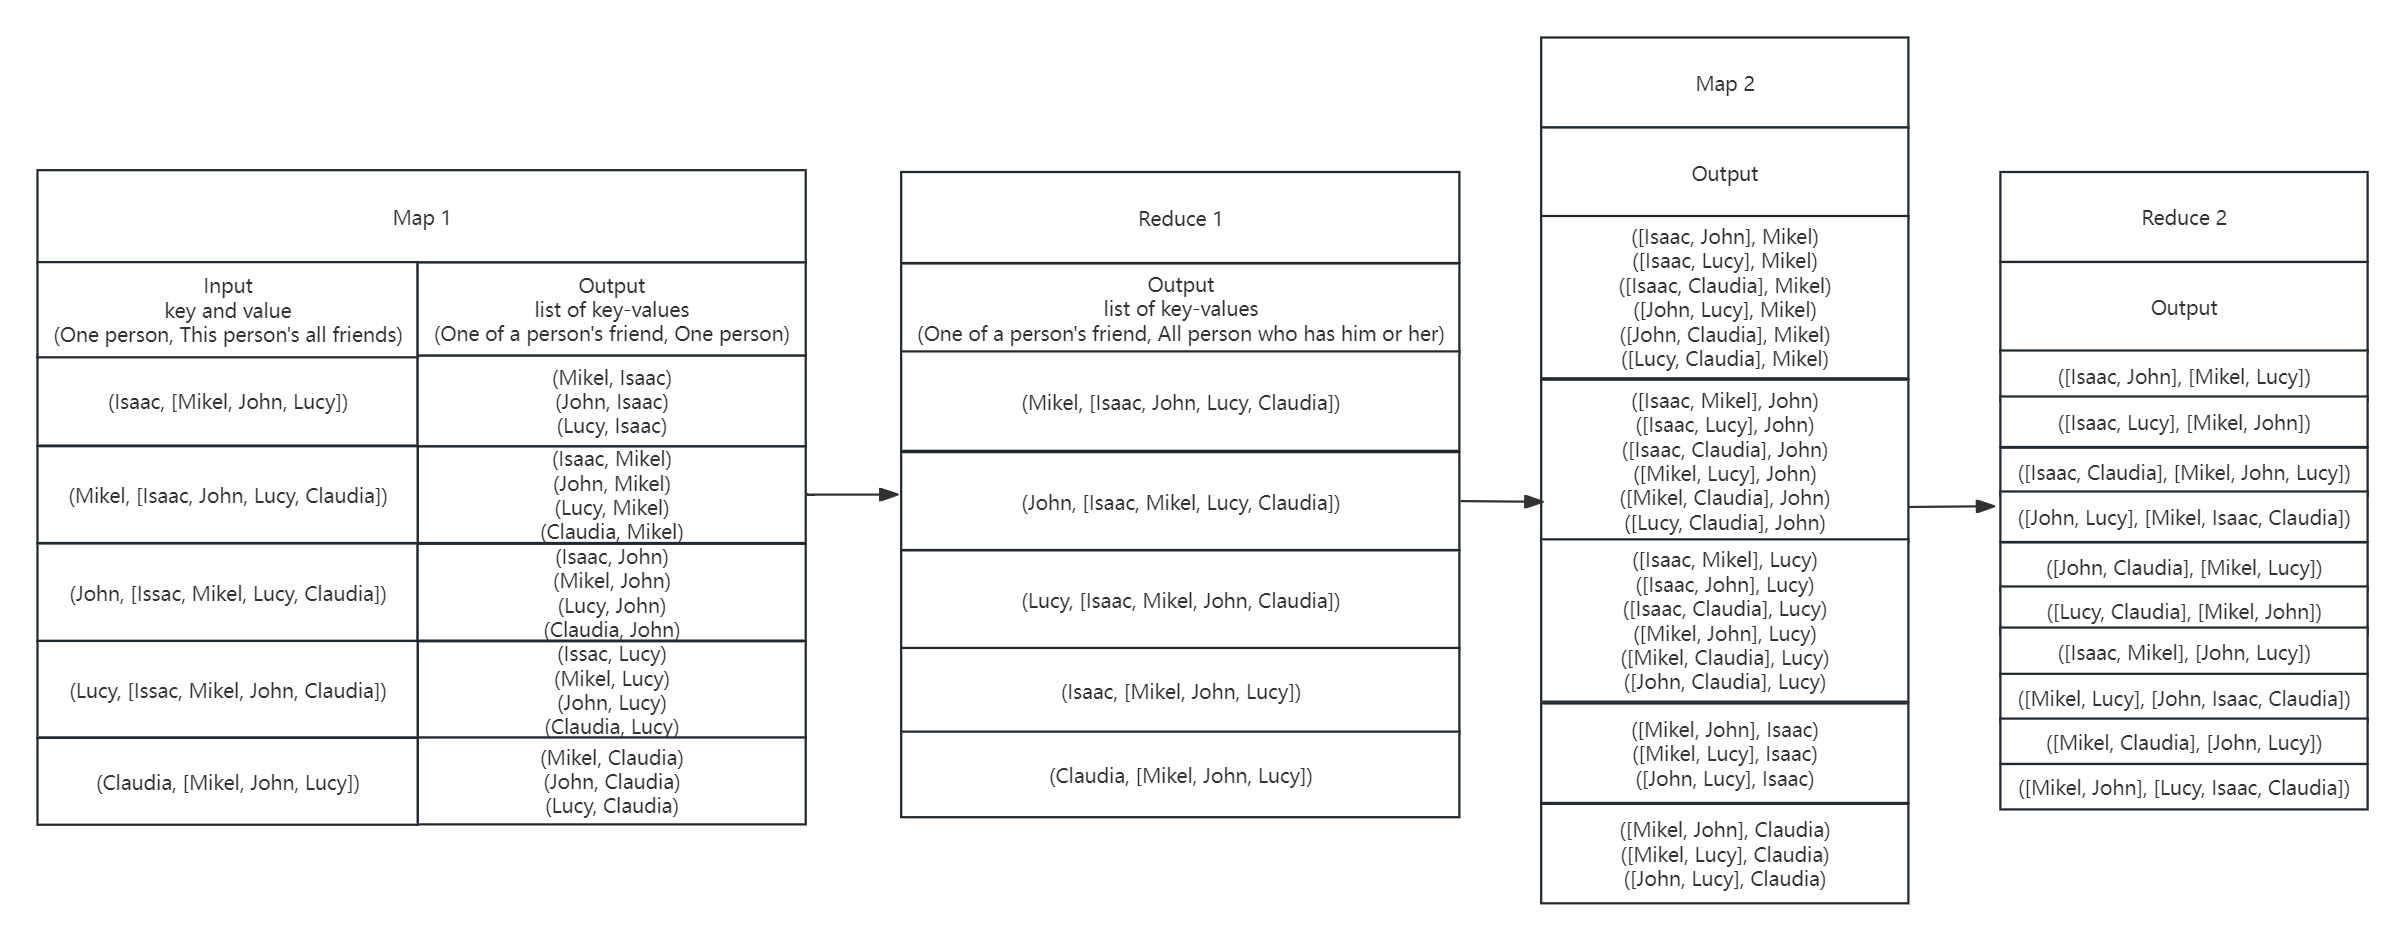 Map 1
Input
key and value
(One person, This person's all friends)
Output
list of key-values
(One of a person's friend, One person)
(Isaac, [Mikel, John, Lucy])
(Mikel, Isaac)
(John, Isaac)
(Lucy, Isaac)
(Mikel, [Isaac, John, Lucy, Claudia])
(Isaac, Mikel)
(John, Mikel)
(Lucy, Mikel)
(Claudia, Mikel)
(John, [Issac, Mikel, Lucy, Claudia])
(Isaac, John)
(Mikel, John)
(Lucy, John)
(Claudia, John)
(Lucy, [Issac, Mikel, John, Claudia])
(Issac, Lucy)
(Mikel, Lucy)
(John, Lucy)
(Claudia, Lucy)
(Claudia, [Mikel, John, Lucy])
(Mikel, Claudia)
(John, Claudia)
(Lucy, Claudia)
Reduce 1
Output
list of key-values
(One of a person's friend, All person who has him or her)
(Mikel, [Isaac, John, Lucy, Claudia])
(John, [Isaac, Mikel, Lucy, Claudia])
(Lucy, [Isaac, Mikel, John, Claudia])
(Isaac, [Mikel, John, Lucy])
(Claudia, [Mikel, John, Lucy])
Map 2
Output
([Isaac, John], Mikel)
([Isaac, Lucy], Mikel)
([Isaac, Claudia], Mikel)
([John, Lucy], Mikel)
([John, Claudia], Mikel)
([Lucy, Claudia], Mikel)
([Isaac, Mikel], John)
([Isaac, Lucy], John)
([Isaac, Claudia], John)
([Mikel, Lucy], John)
([Mikel, Claudia], John)
([Lucy, Claudia], John)
([Isaac, Mikel], Lucy)
([Isaac, John], Lucy)
([Isaac, Claudia], Lucy)
([Mikel, John], Lucy)
([Mikel, Claudia], Lucy)
([John, Claudia], Lucy)
([Mikel, John], Isaac)
([Mikel, Lucy], Isaac)
([John, Lucy], Isaac)
([Mikel, John], Claudia)
([Mikel, Lucy], Claudia)
([John, Lucy], Claudia)
Reduce 2
Output
([Isaac, John], [Mikel, Lucy])
([Isaac, Lucy], [Mikel, John])
([Isaac, Claudia], [Mikel, John, Lucy])
([John, Lucy], [Mikel, Isaac, Claudia])
([John, Claudia], [Mikel, Lucy])
([Lucy, Claudia], [Mikel, John])
([Isaac, Mikel], [John, Lucy])
([Mikel, Lucy], [John, Isaac, Claudia])
([Mikel, Claudia], [John, Lucy])
([Mikel, John], [Lucy, Isaac, Claudia])